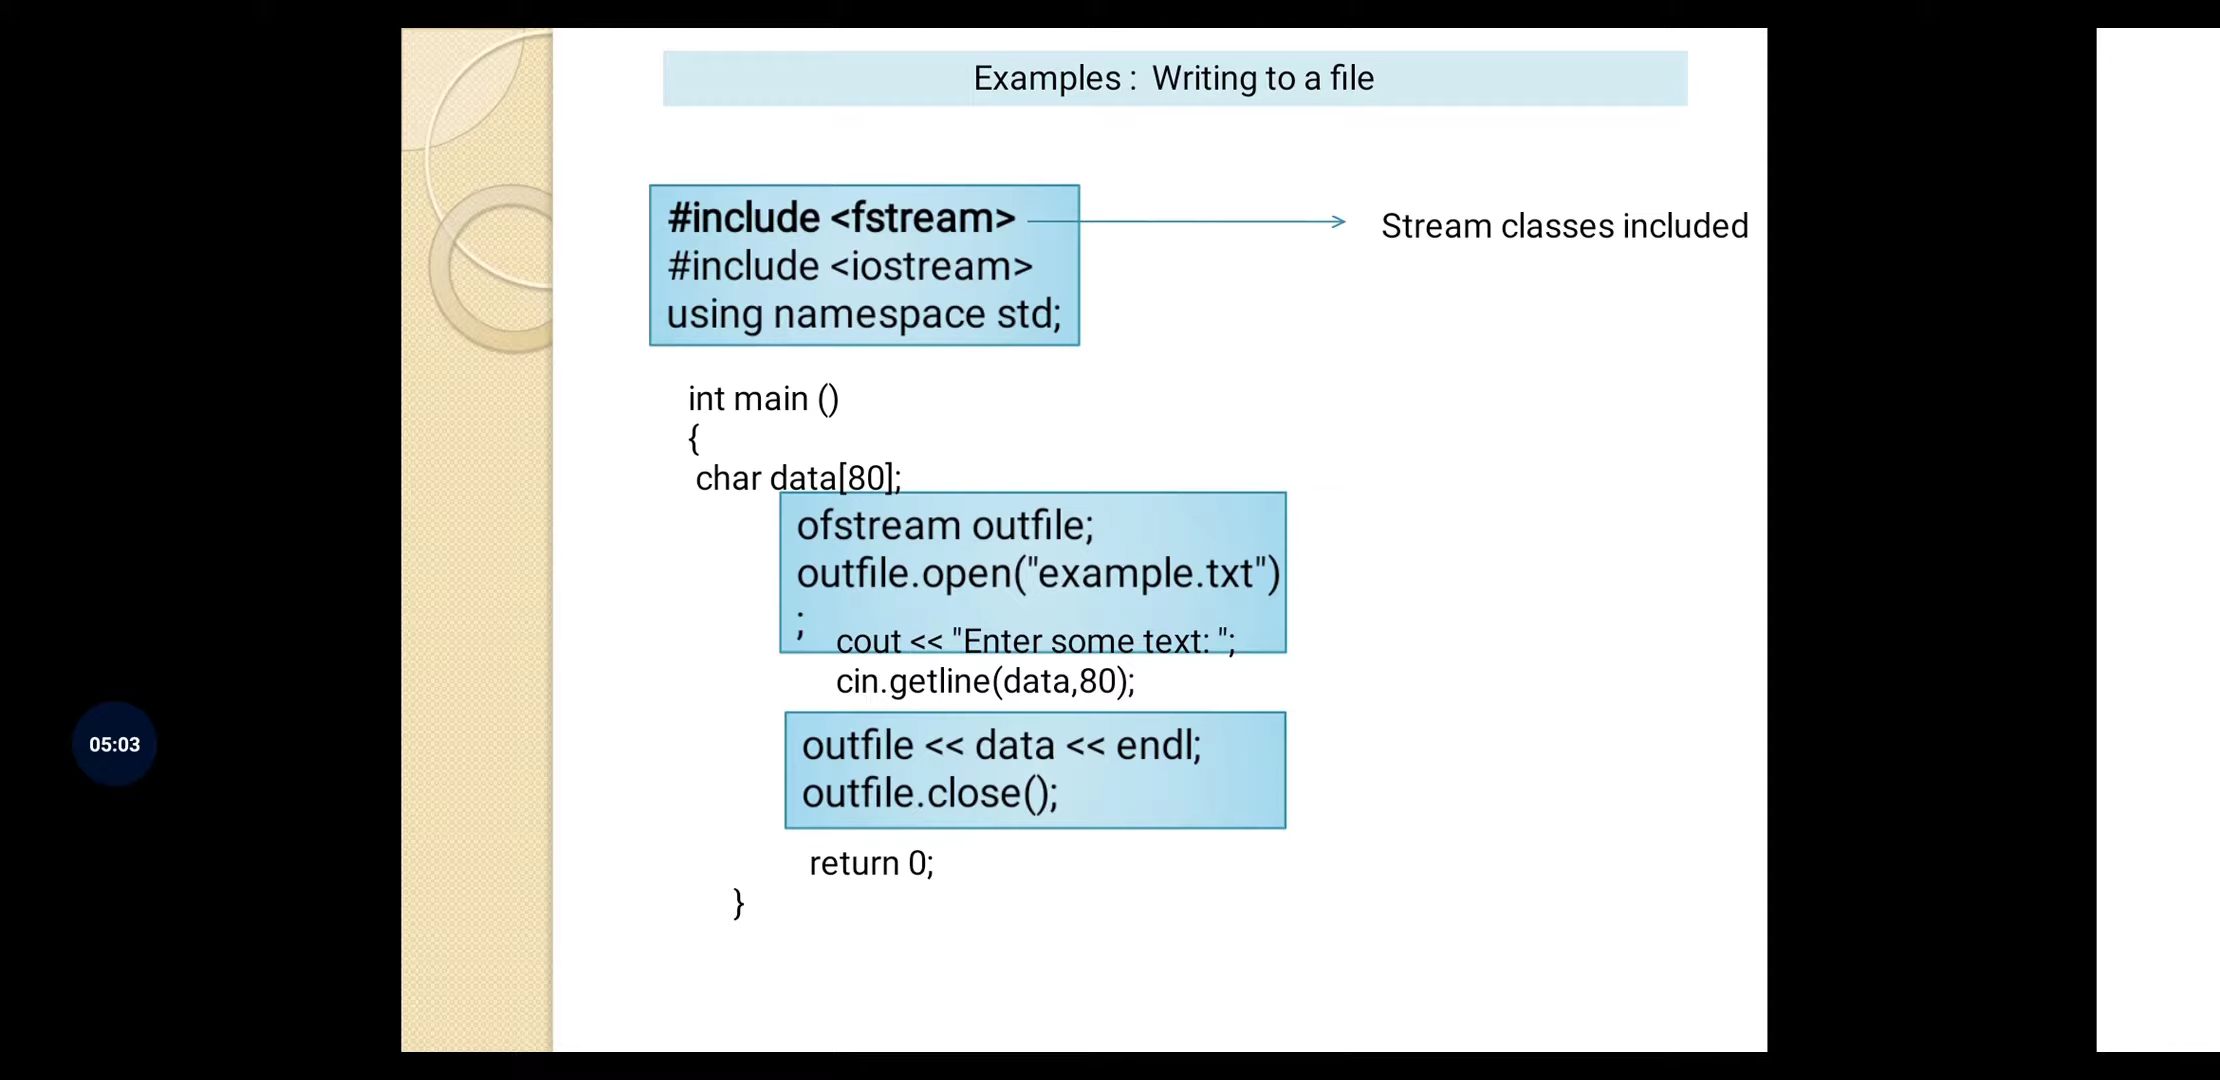 Examples :  Writing to a file
#include <fstream>
Stream classes included
#include <iostream>
using namespace std;
int main ()
{
char data[80];
ofstream outfile;
outfile.open("example.txt")
;
cout << "Enter some text: ";
cin.getline(data,80);
outfile << data << endl;
outfile.close();
return 0;
}
05:03